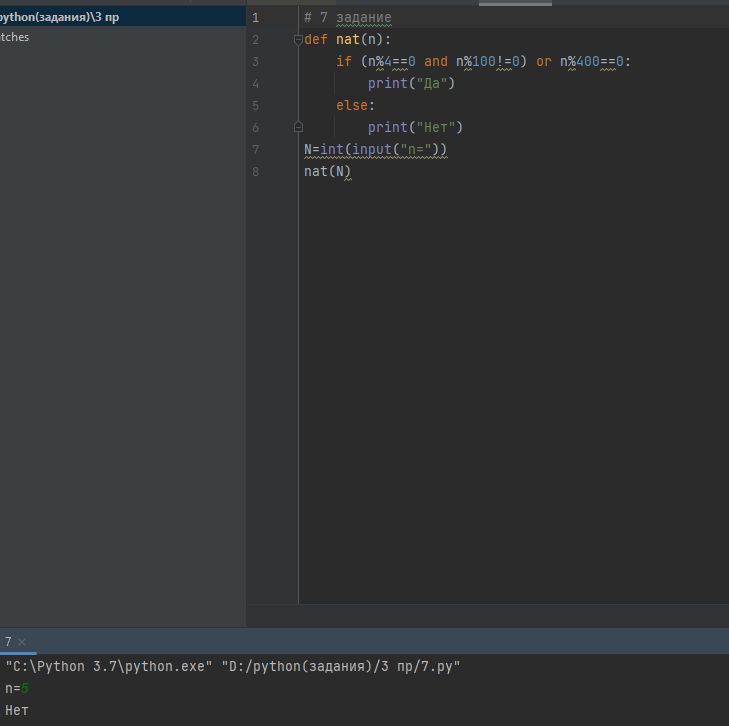 python(задания)\3 пр
tches
1 # 7 задание
2 def nat(n):
3 if (n%4==0 and n%100!=0) or n%400==0:
4 print("Да")
5 else:
6 print("Нет")
7 N=int(input("n="))
8 nat(N)
7 ×
"C:\Python 3.7\python.exe" "D:/python(задания)/3 пр/7.py"
n=5
Нет